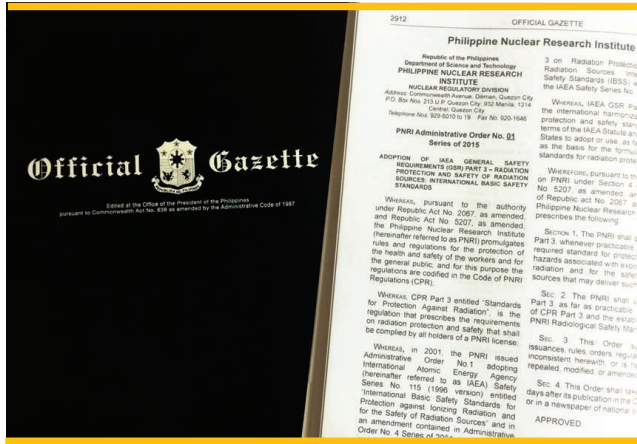 Official Gazette
Edited at the Office of the President of the Philippines
pursuant to Commonwealth Act No. 638 as amended by the Administrative Code of 1987
2912
OFFICIAL GAZETTE
Philippine Nuclear Research Institute
Republic of the Philippines
Department of Science and Technology
PHILIPPINE NUCLEAR RESEARCH
INSTITUTE
NUCLEAR REGULATORY DIVISION
Address: Commonwealth Avenue, Diliman, Quezon City
P.O. Box Nos. 213 U.P. Quezon City; 932 Manila, 1314
Central, Quezon City
Telephone Nos. 929-6010 to 19 Fax No. 920-1646
PNRI Administrative Order No. 01
Series of 2015
ADOPTION OF IAEA GENERAL SAFETY
REQUIREMENTS (GSR) PART 3 – RADIATION
PROTECTION AND SAFETY OF RADIATION
SOURCES: INTERNATIONAL BASIC SAFETY
STANDARDS
WHEREAS, pursuant to the authority
under Republic Act No. 2067, as amended,
and Republic Act No. 5207, as amended,
the Philippine Nuclear Research Institute
(hereinafter referred to as PNRI) promulgates
rules and regulations for the protection of
the health and safety of the workers and for
the general public; and for this purpose the
regulations are codified in the Code of PNRI
Regulations (CPR).
WHEREAS, CPR Part 3 entitled "Standards
for Protection Against Radiation", is the
regulation that prescribes the requirements
on radiation protection and safety that shall
be complied by all holders of a PNRI license;
WHEREAS, in 2001, the PNRI issued
Administrative Order No.1 adopting
International Atomic Energy Agency
(hereinafter referred to as IAEA) Safety
Series No. 115 (1996 version) entitled
"International Basic Safety Standards for
Protection against Ionizing Radiation and
for the Safety of Radiation Sources" and in
an amendment contained in Administrative
Order No. 4 Series of
3 on Radiation
Radiation Sources
Safety Standards (IBSS)
the IAEA Safety Series No
WHEREAS, IAEA GSR
the international
protection and safety
terms of the IAEA Statute
States to adopt or use, as
as the basis for the
standards for radiation
WHEREFORE, pursuant to
on PNRI under Section 4
No. 5207, as amended,
of Republic act No. 2067
Philippine Nuclear Research
prescribes the following:
SECTION 1. The PNRI shall
Part 3, whenever practicable
required standard for
hazards associated with
radiation and for the
sources that may deliver
SEC. 2. The PNRI shall
Part 3, as far as practicable
of CPR Part 3 and the
PNRI Radiological Safety
SEC. 3. This Order
issuances, rules, orders,
inconsistent herewith, or is
repealed, modified, or
SEC. 4. This Order shall
days after its publication in the
or in a newspaper of national
APPROVED